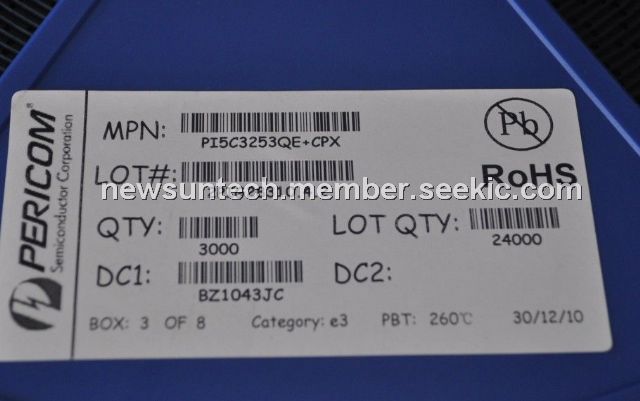 PERICOM®
Semiconductor Corporation
MPN:
PI5C3253QE+CPX
Pb
LOT#:
RoHS
newsuntech.member.seekic.com
QTY:
3000
LOT QTY:
24000
DC1:
BZ1043JC
DC2:
BOX: 3 OF 8 Category: e3 PBT: 260℃ 30/12/10